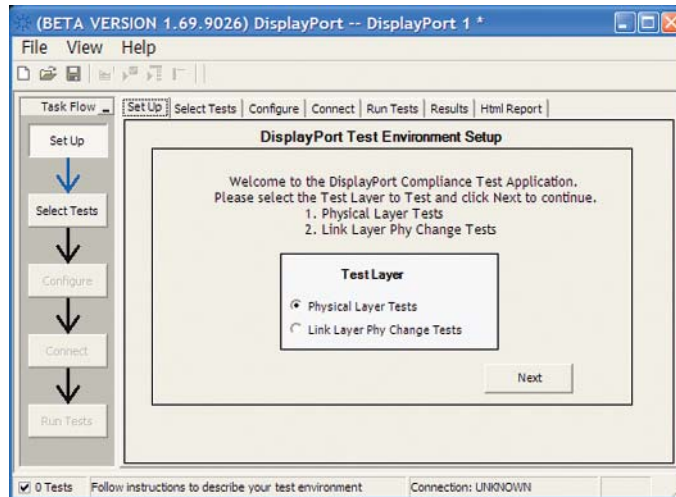 (BETA VERSION 1.69.9026) DisplayPort -- DisplayPort 1 *
File View Help
Task Flow
Set Up
Select Tests
Configure
Connect
Run Tests
Set Up Select Tests Configure Connect Run Tests Results Html Report
DisplayPort Test Environment Setup
Welcome to the DisplayPort Compliance Test Application.
Please select the Test Layer to Test and click Next to continue.
1. Physical Layer Tests
2. Link Layer Phy Change Tests
Test Layer
Physical Layer Tests
Link Layer Phy Change Tests
Next
0 Tests Follow instructions to describe your test environment Connection: UNKNOWN